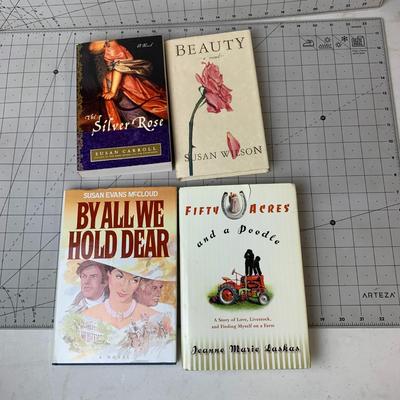 A Novel
The
Silver Rose
SUSAN CARROLL
BEAUTY
a novel
SUSAN WILSON
SUSAN EVANS McCLOUD
BY ALL WE
HOLD DEAR
A NOVEL
FIFTY ACRES
and a Poodle
A Story of Love, Livestock,
and Finding Myself on a Farm
Jeanne Marie Laskas
ARTEZA